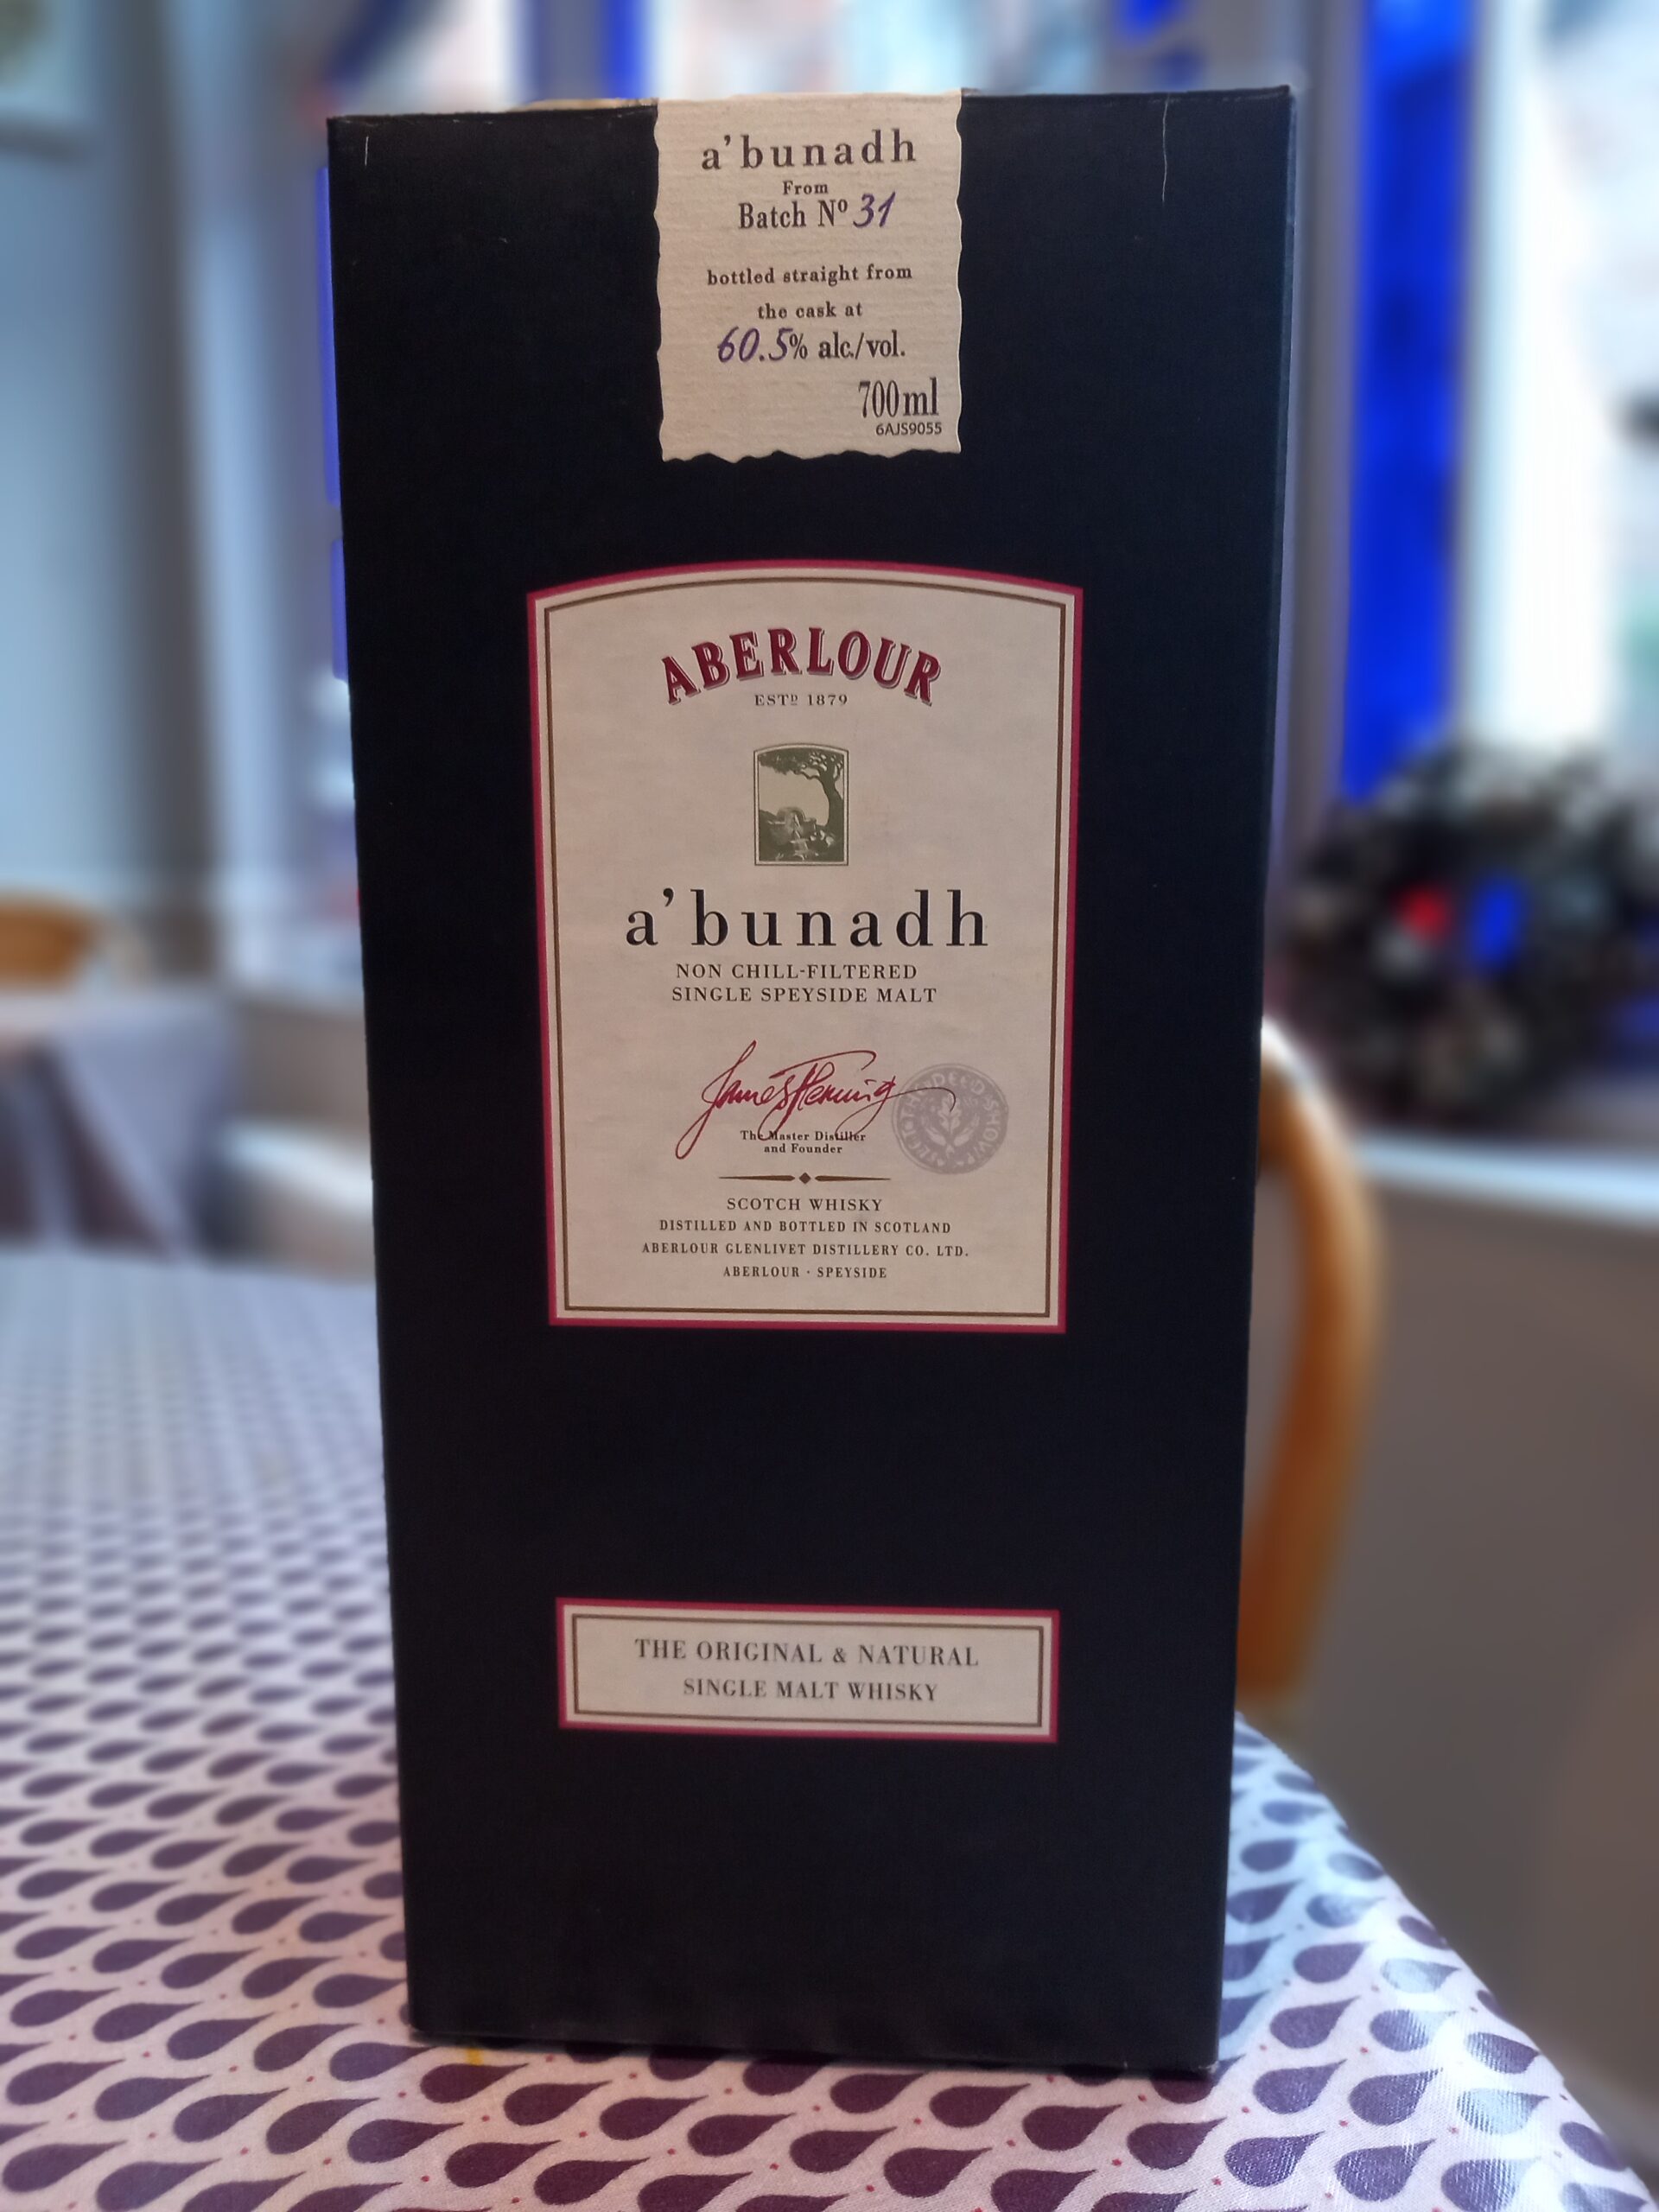 a'bunadh
From
Batch Nº 31
bottled straight from
the cask at
60.5% alc./vol.
700ml
6AJS9055
ABERLOUR
ESTD 1879
a'bunadh
NON CHILL-FILTERED
SINGLE SPEYSIDE MALT
James Fleming
The Master Distiller
and Founder
SCOTCH WHISKY
DISTILLED AND BOTTLED IN SCOTLAND
ABERLOUR GLENLIVET DISTILLERY CO. LTD.
ABERLOUR · SPEYSIDE
THE ORIGINAL & NATURAL
SINGLE MALT WHISKY